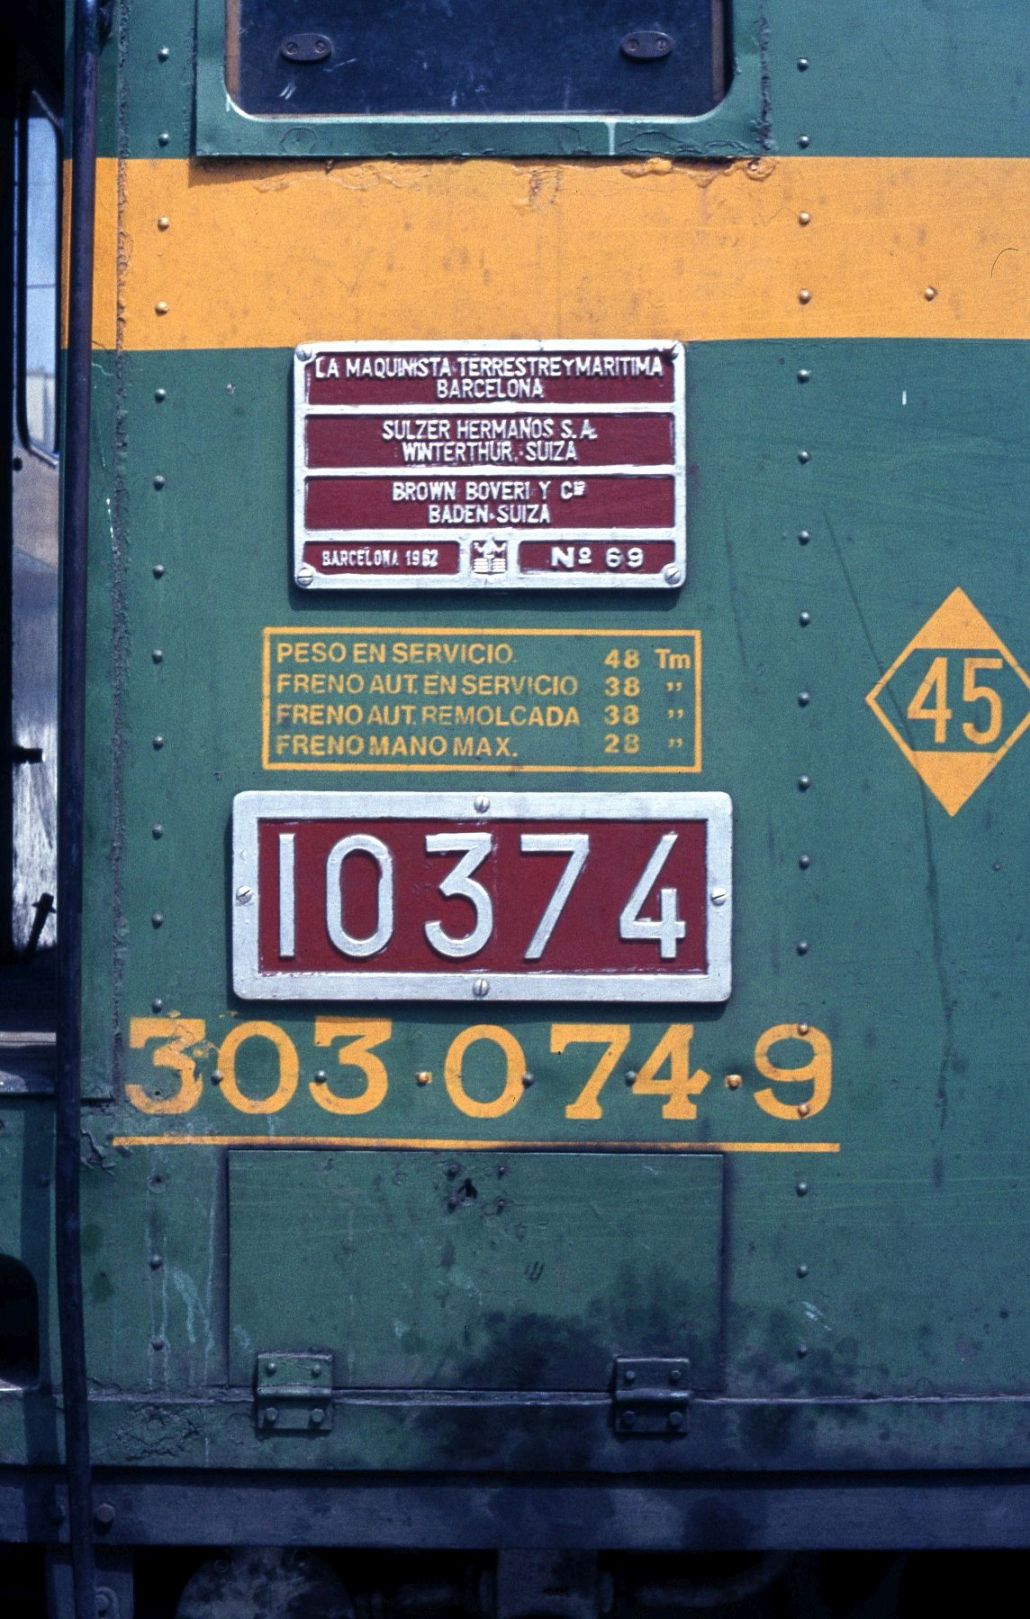 LA MAQUINISTA TERRESTRE Y MARITIMA
BARCELONA
SULZER HERMANOS S.A.
WINTERTHUR.·SUIZA
BROWN BOVERI Y Cᴵᴬ
BADEN·SUIZA
BARCELONA 1962
Nº 69
PESO EN SERVICIO. 48 Tm
FRENO AUT. EN SERVICIO 38 "
FRENO AUT. REMOLCADA 38 "
FRENO MANO MAX. 28 "
45
10374
303·074·9